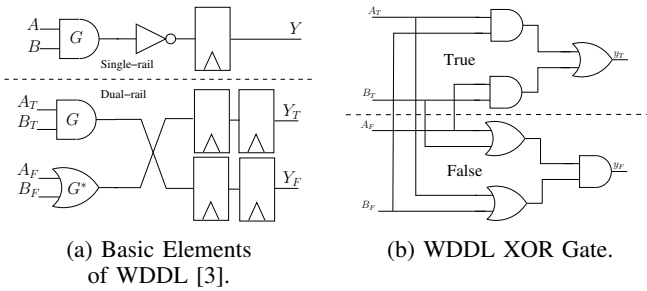 A
B
G
Y
Single-rail
Dual-rail
A_T
B_T
G
Y_T
A_F
B_F
G*
Y_F
(a) Basic Elements
of WDDL [3].
A_T
True
y_T
B_T
A_F
False
y_F
B_F
(b) WDDL XOR Gate.